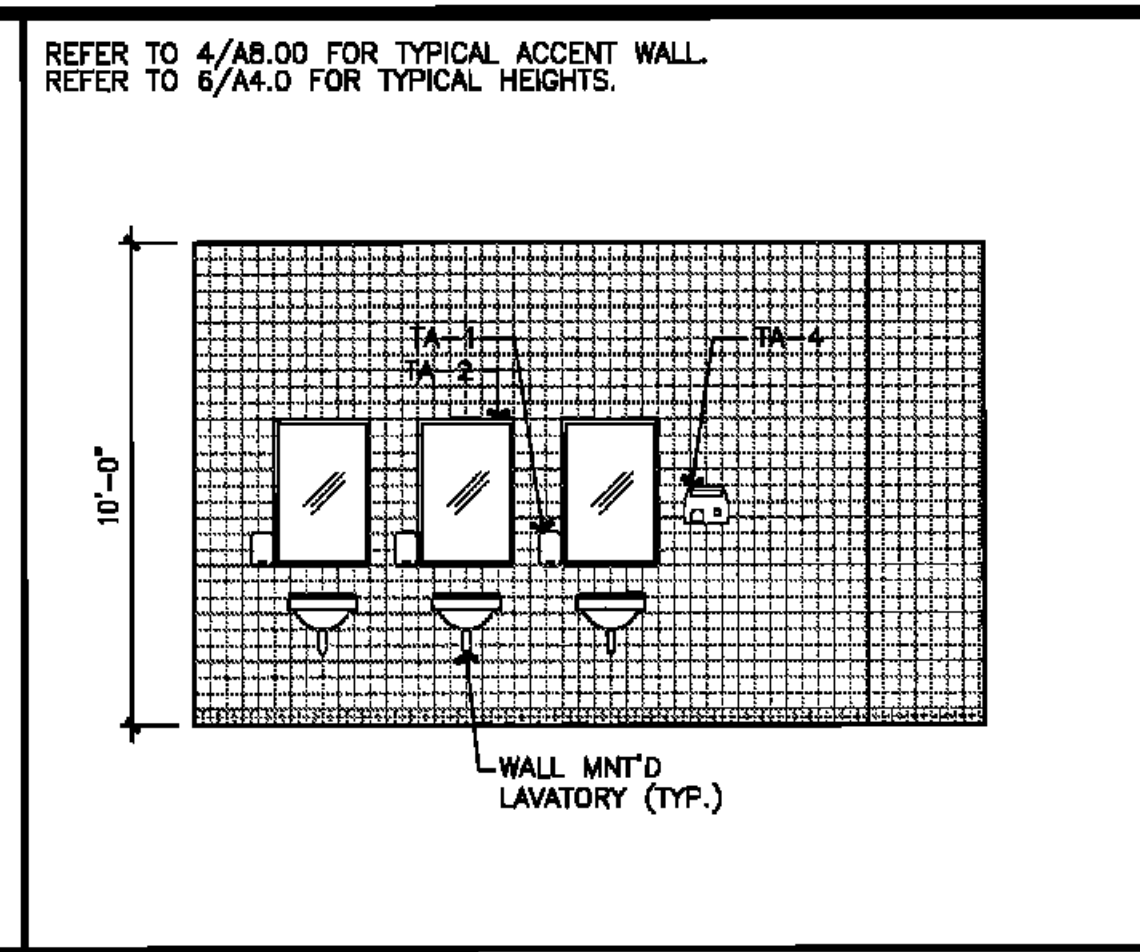 REFER TO 4/A8.00 FOR TYPICAL ACCENT WALL.
REFER TO 6/A4.0 FOR TYPICAL HEIGHTS.
TA-1
TA-4
TA-2
10'-0"
WALL MNT'D
LAVATORY (TYP.)